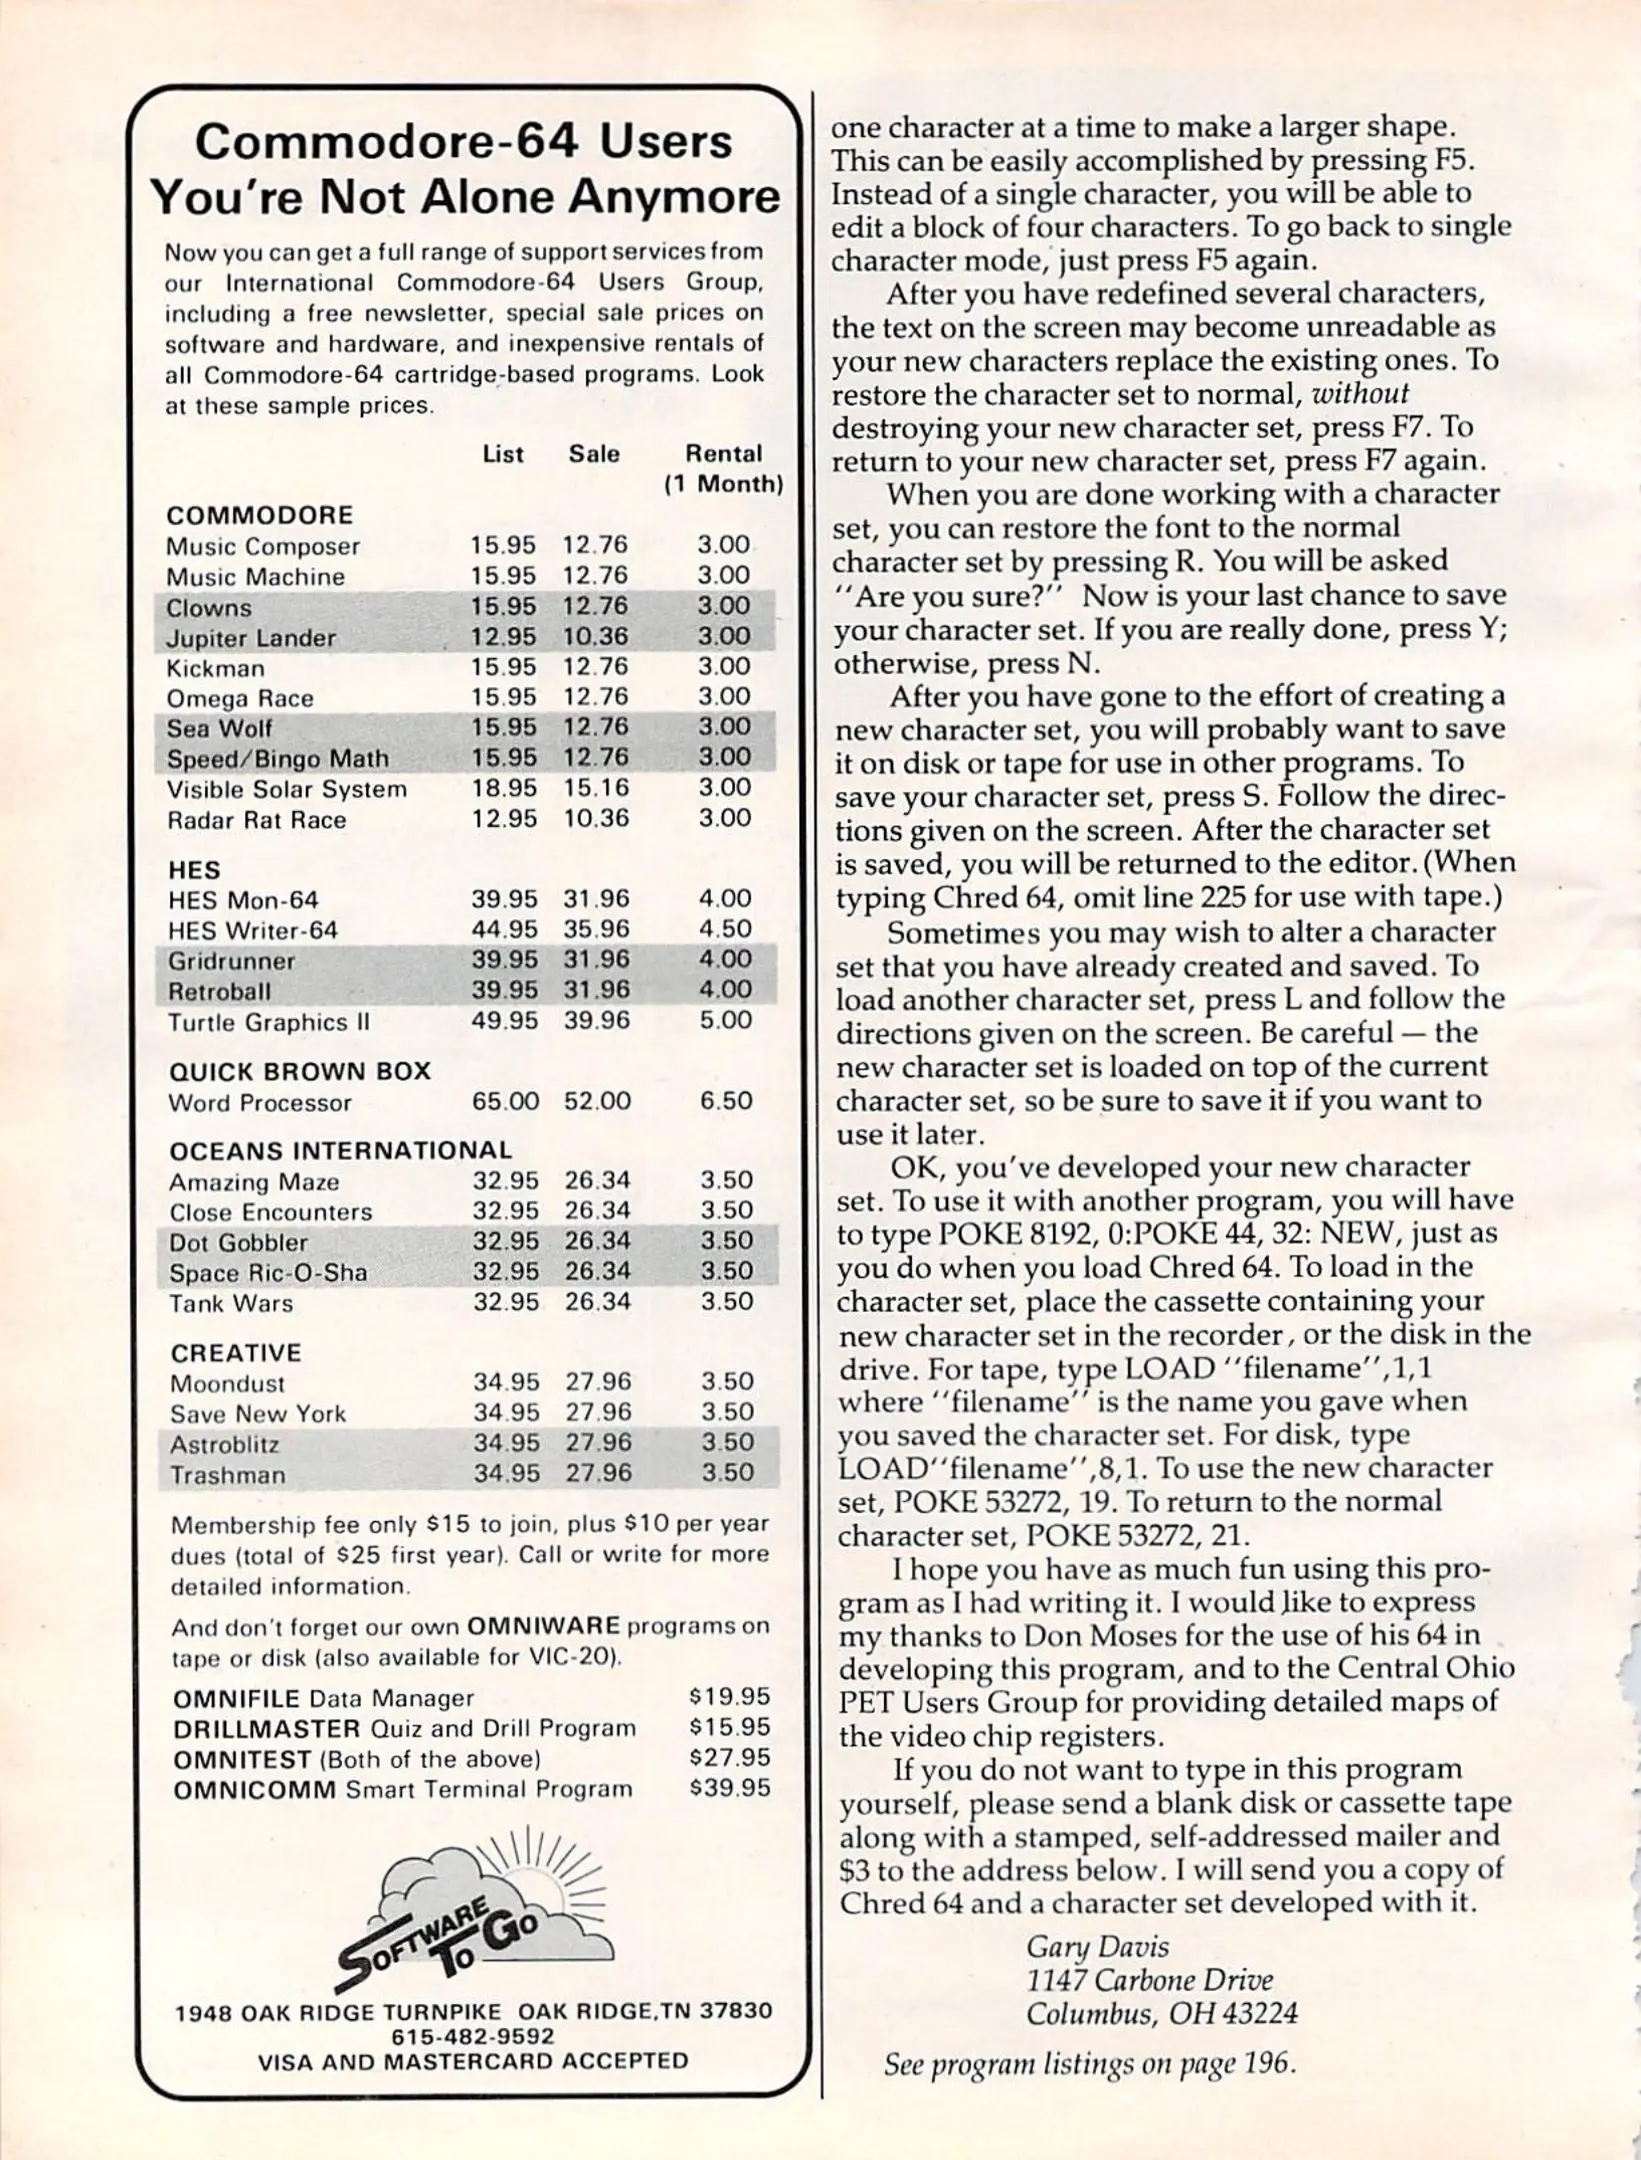 Commodore-64 Users
You're Not Alone Anymore
Now you can get a full range of support services from
our International Commodore-64 Users Group,
including a free newsletter, special sale prices on
software and hardware, and inexpensive rentals of
all Commodore-64 cartridge-based programs. Look
at these sample prices.
List Sale Rental
(1 Month)
COMMODORE
Music Composer 15.95 12.76 3.00
Music Machine 15.95 12.76 3.00
Clowns 15.95 12.76 3.00
Jupiter Lander 12.95 10.36 3.00
Kickman 15.95 12.76 3.00
Omega Race 15.95 12.76 3.00
Sea Wolf 15.95 12.76 3.00
Speed/Bingo Math 15.95 12.76 3.00
Visible Solar System 18.95 15.16 3.00
Radar Rat Race 12.95 10.36 3.00
HES
HES Mon-64 39.95 31.96 4.00
HES Writer-64 44.95 35.96 4.50
Gridrunner 39.95 31.96 4.00
Retroball 39.95 31.96 4.00
Turtle Graphics II 49.95 39.96 5.00
QUICK BROWN BOX
Word Processor 65.00 52.00 6.50
OCEANS INTERNATIONAL
Amazing Maze 32.95 26.34 3.50
Close Encounters 32.95 26.34 3.50
Dot Gobbler 32.95 26.34 3.50
Space Ric-O-Sha 32.95 26.34 3.50
Tank Wars 32.95 26.34 3.50
CREATIVE
Moondust 34.95 27.96 3.50
Save New York 34.95 27.96 3.50
Astroblitz 34.95 27.96 3.50
Trashman 34.95 27.96 3.50
Membership fee only $15 to join, plus $10 per year
dues (total of $25 first year). Call or write for more
detailed information.
And don't forget our own OMNIWARE programs on
tape or disk (also available for VIC-20).
OMNIFILE Data Manager $19.95
DRILLMASTER Quiz and Drill Program $15.95
OMNITEST (Both of the above) $27.95
OMNICOMM Smart Terminal Program $39.95
SOFTWARE
TO GO
1948 OAK RIDGE TURNPIKE OAK RIDGE,TN 37830
615-482-9592
VISA AND MASTERCARD ACCEPTED
one character at a time to make a larger shape.
This can be easily accomplished by pressing F5.
Instead of a single character, you will be able to
edit a block of four characters. To go back to single
character mode, just press F5 again.
After you have redefined several characters,
the text on the screen may become unreadable as
your new characters replace the existing ones. To
restore the character set to normal, without
destroying your new character set, press F7. To
return to your new character set, press F7 again.
When you are done working with a character
set, you can restore the font to the normal
character set by pressing R. You will be asked
"Are you sure?" Now is your last chance to save
your character set. If you are really done, press Y;
otherwise, press N.
After you have gone to the effort of creating a
new character set, you will probably want to save
it on disk or tape for use in other programs. To
save your character set, press S. Follow the direc-
tions given on the screen. After the character set
is saved, you will be returned to the editor. (When
typing Chred 64, omit line 225 for use with tape.)
Sometimes you may wish to alter a character
set that you have already created and saved. To
load another character set, press L and follow the
directions given on the screen. Be careful — the
new character set is loaded on top of the current
character set, so be sure to save it if you want to
use it later.
OK, you've developed your new character
set. To use it with another program, you will have
to type POKE 8192, 0:POKE 44, 32: NEW, just as
you do when you load Chred 64. To load in the
character set, place the cassette containing your
new character set in the recorder, or the disk in the
drive. For tape, type LOAD "filename",1,1
where "filename" is the name you gave when
you saved the character set. For disk, type
LOAD"filename",8,1. To use the new character
set, POKE 53272, 19. To return to the normal
character set, POKE 53272, 21.
I hope you have as much fun using this pro-
gram as I had writing it. I would like to express
my thanks to Don Moses for the use of his 64 in
developing this program, and to the Central Ohio
PET Users Group for providing detailed maps of
the video chip registers.
If you do not want to type in this program
yourself, please send a blank disk or cassette tape
along with a stamped, self-addressed mailer and
$3 to the address below. I will send you a copy of
Chred 64 and a character set developed with it.
Gary Davis
1147 Carbone Drive
Columbus, OH 43224
See program listings on page 196.